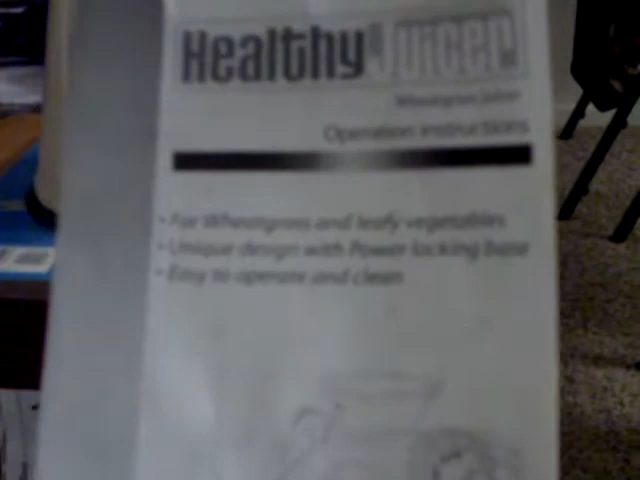 Healthy Juicer
Wheatgrass Juicer
Operation instructions
- For Wheatgrass and leafy vegetables
- Unique design with Power locking base
- Easy to operate and clean